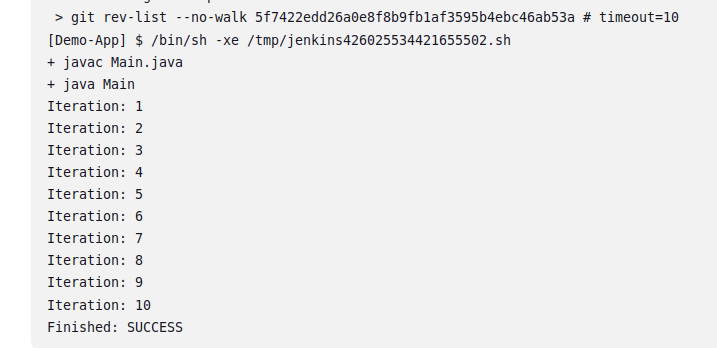 > git rev-list --no-walk 5f7422edd26a0e8f8b9fb1af3595b4ebc46ab53a # timeout=10
[Demo-App] $ /bin/sh -xe /tmp/jenkins426025534421655502.sh
+ javac Main.java
+ java Main
Iteration: 1
Iteration: 2
Iteration: 3
Iteration: 4
Iteration: 5
Iteration: 6
Iteration: 7
Iteration: 8
Iteration: 9
Iteration: 10
Finished: SUCCESS